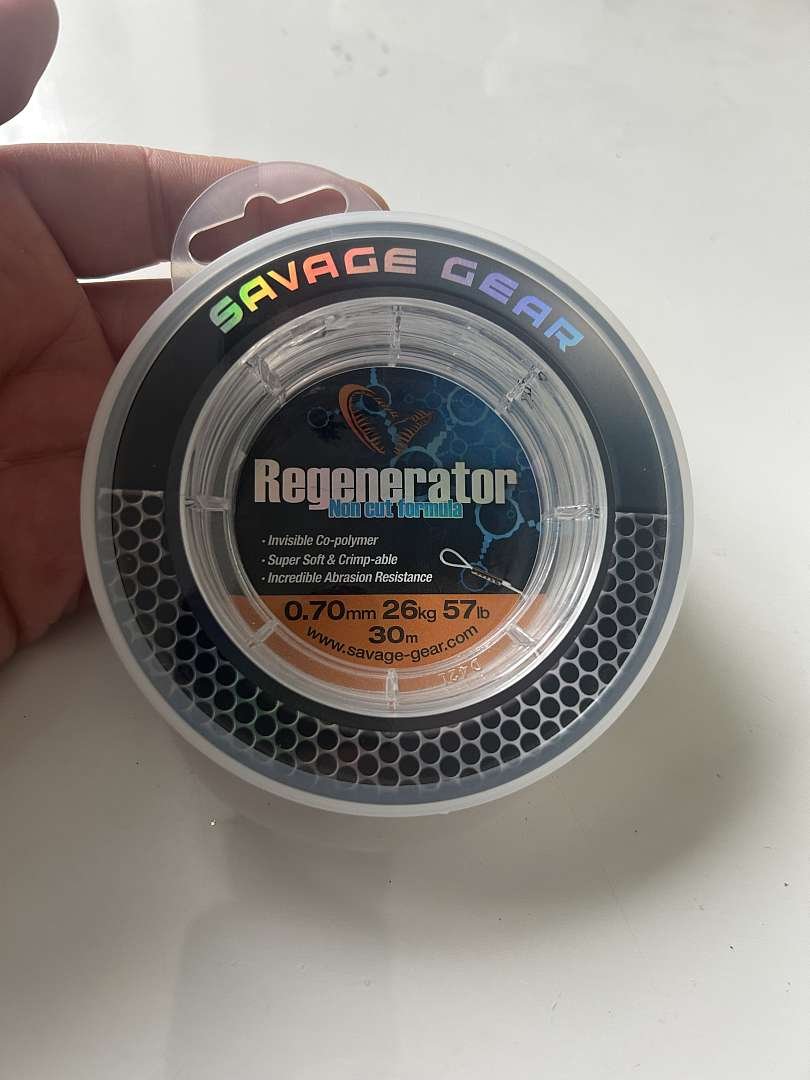 SAVAGE GEAR
Regenerator
Non cut formula
• Invisible Co-polymer
• Super Soft & Crimp-able
• Incredible Abrasion Resistance
0.70mm 26kg 57lb
30m
www.savage-gear.com